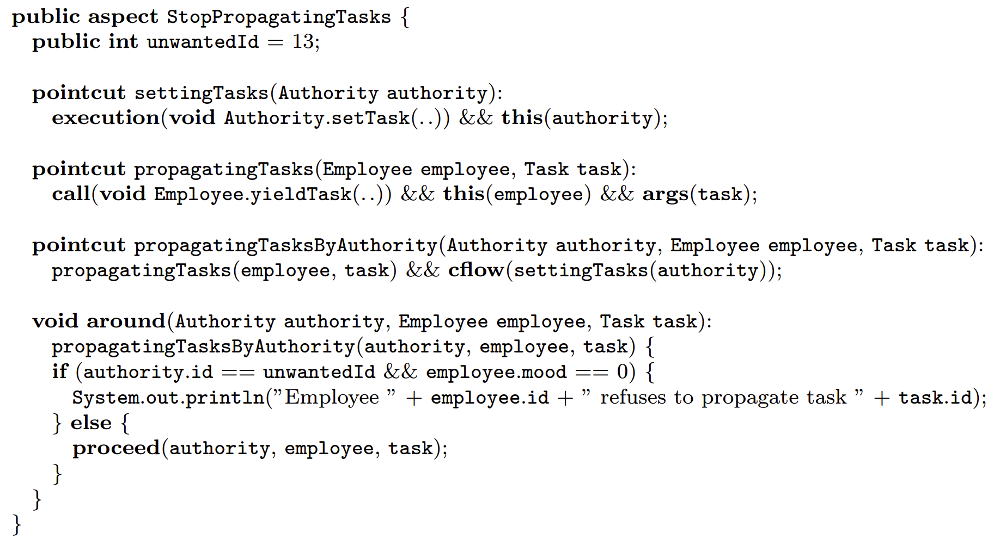 public aspect StopPropagatingTasks {
public int unwantedId = 13;
pointcut settingTasks(Authority authority):
execution(void Authority.setTask(..)) && this(authority);
pointcut propagatingTasks(Employee employee, Task task):
call(void Employee.yieldTask(..)) && this(employee) && args(task);
pointcut propagatingTasksByAuthority(Authority authority, Employee employee, Task task):
propagatingTasks(employee, task) && cflow(settingTasks(authority));
void around(Authority authority, Employee employee, Task task):
propagatingTasksByAuthority(authority, employee, task) {
if (authority.id == unwantedId && employee.mood == 0) {
System.out.println(”Employee ” + employee.id + ” refuses to propagate task ” + task.id);
} else {
proceed(authority, employee, task);
}
}
}